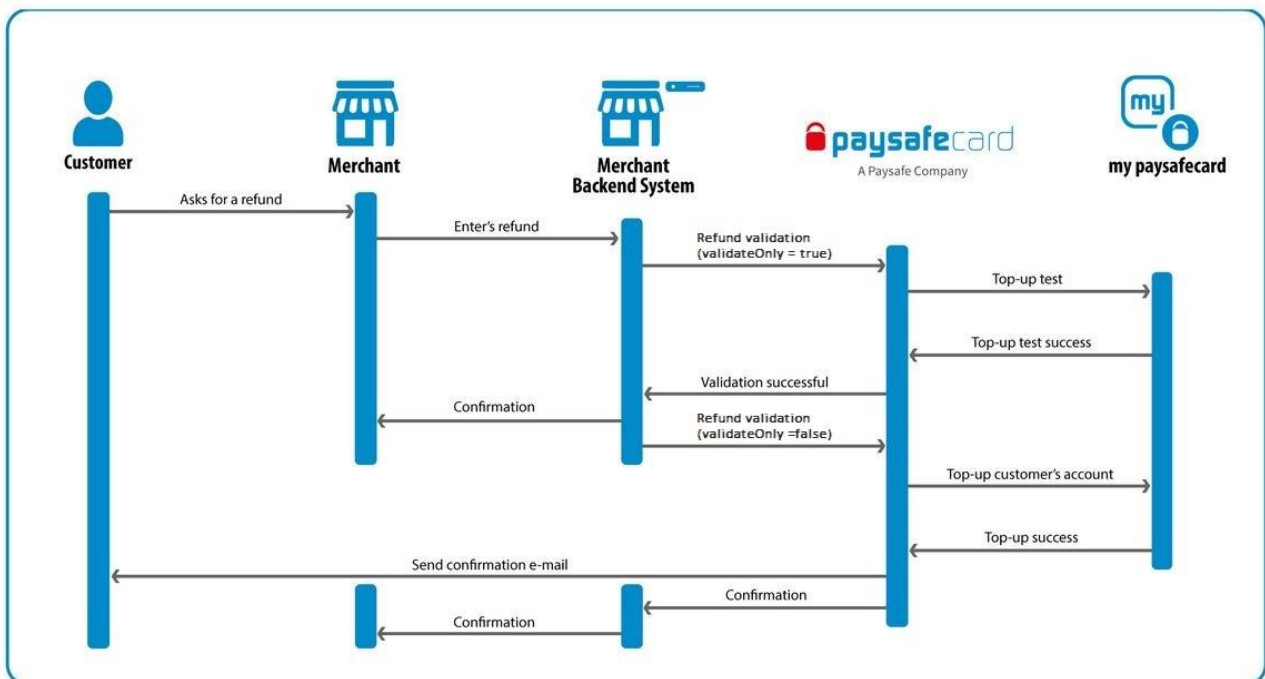 my
paysafecard
A Paysafe Company
Customer
Merchant
Merchant
Backend System
my paysafecard
Asks for a refund
Enter's refund
Refund validation
(validateOnly = true)
Top-up test
Top-up test success
Validation successful
Confirmation
Refund validation
(validateOnly =false)
Top-up customer's account
Top-up success
Send confirmation e-mail
Confirmation
Confirmation